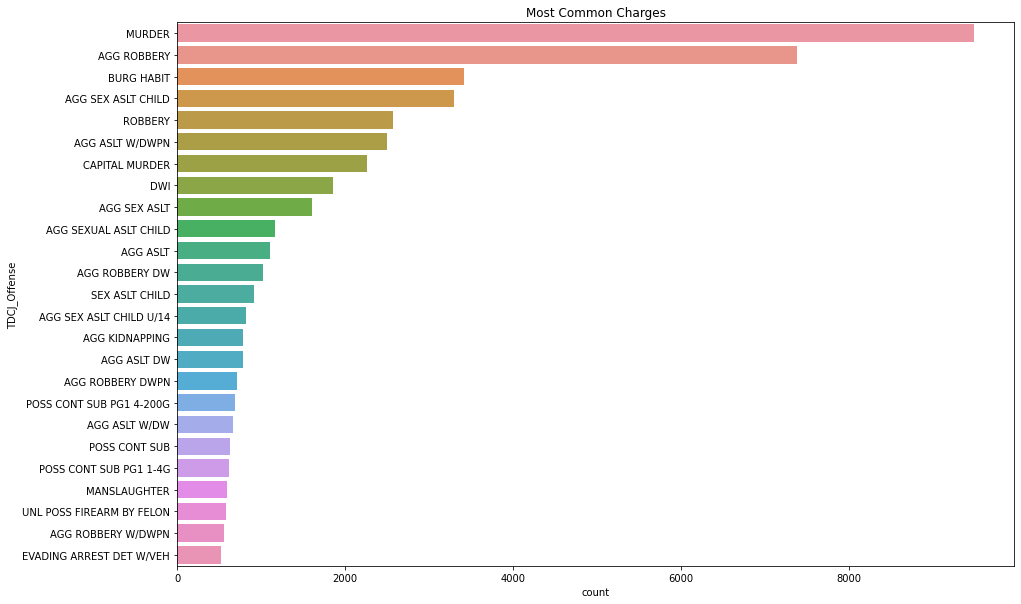 Most Common Charges
MURDER
AGG ROBBERY
BURG HABIT
AGG SEX ASLT CHILD
ROBBERY
AGG ASLT W/DWPN
CAPITAL MURDER
DWI
AGG SEX ASLT
AGG SEXUAL ASLT CHILD
AGG ASLT
AGG ROBBERY DW
SEX ASLT CHILD
AGG SEX ASLT CHILD U/14
AGG KIDNAPPING
AGG ASLT DW
AGG ROBBERY DWPN
POSS CONT SUB PG1 4-200G
AGG ASLT W/DW
POSS CONT SUB
POSS CONT SUB PG1 1-4G
MANSLAUGHTER
UNL POSS FIREARM BY FELON
AGG ROBBERY W/DWPN
EVADING ARREST DET W/VEH
TDCJ_Offense
0 2000 4000 6000 8000
count